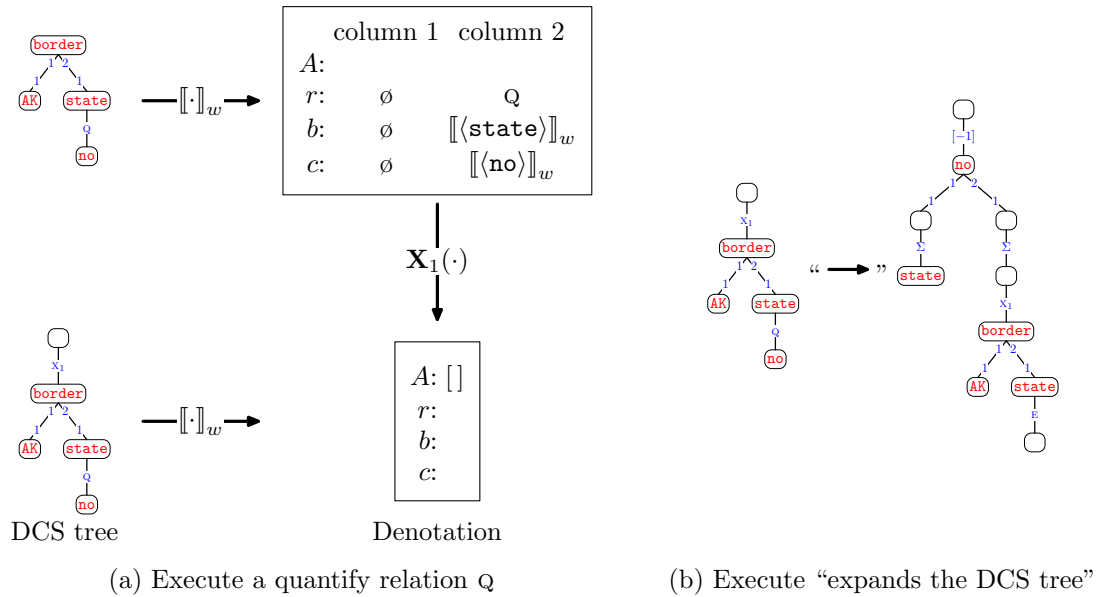 border
1 2
1 1
AK state
Q
no
⟦·⟧w
column 1 column 2
A:
r: ∅ Q
b: ∅ ⟦⟨state⟩⟧w
c: ∅ ⟦⟨no⟩⟧w
X1(·)
X1
border
1 2
1 1
AK state
Q
no
DCS tree
⟦·⟧w
A: [ ]
r:
b:
c:
Denotation
(a) Execute a quantify relation Q
X1
border
1 2
1 1
AK state
Q
no
“ ”
[−1]
no
1 2
1 1
Σ Σ
state
X1
border
1 2
1 1
AK state
E
(b) Execute “expands the DCS tree”